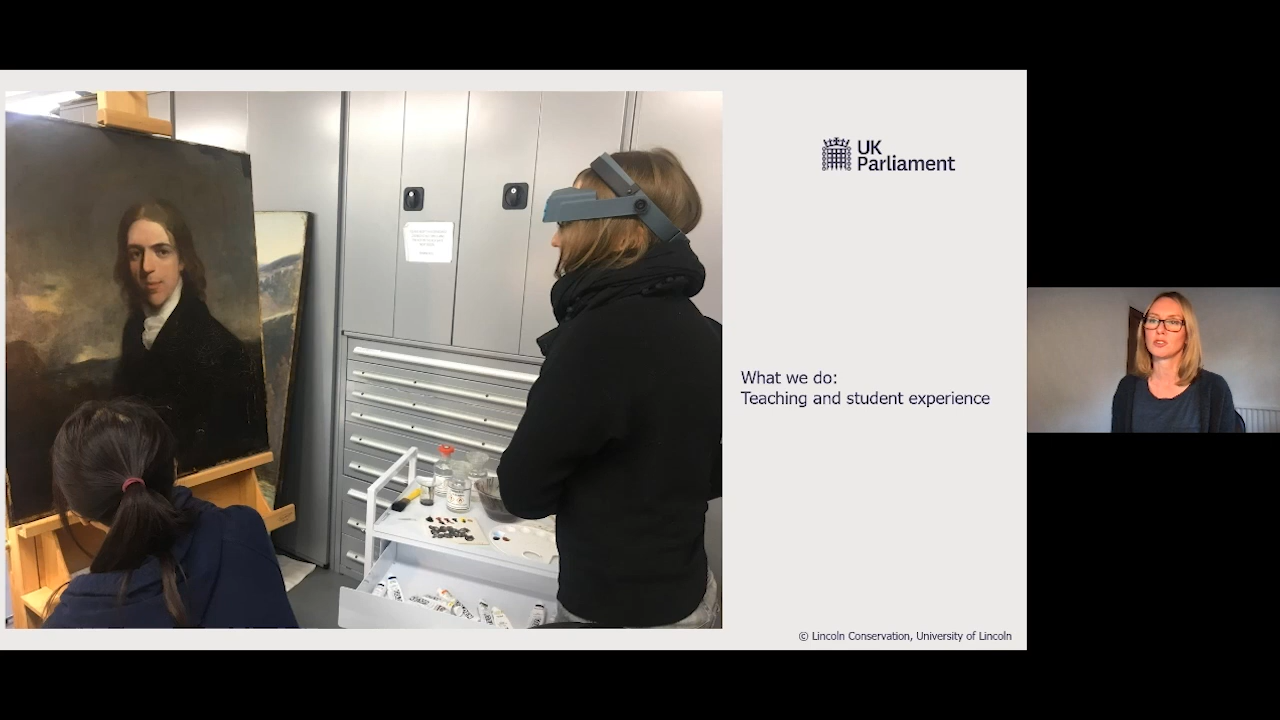 UK
Parliament
What we do:
Teaching and student experience
© Lincoln Conservation, University of Lincoln